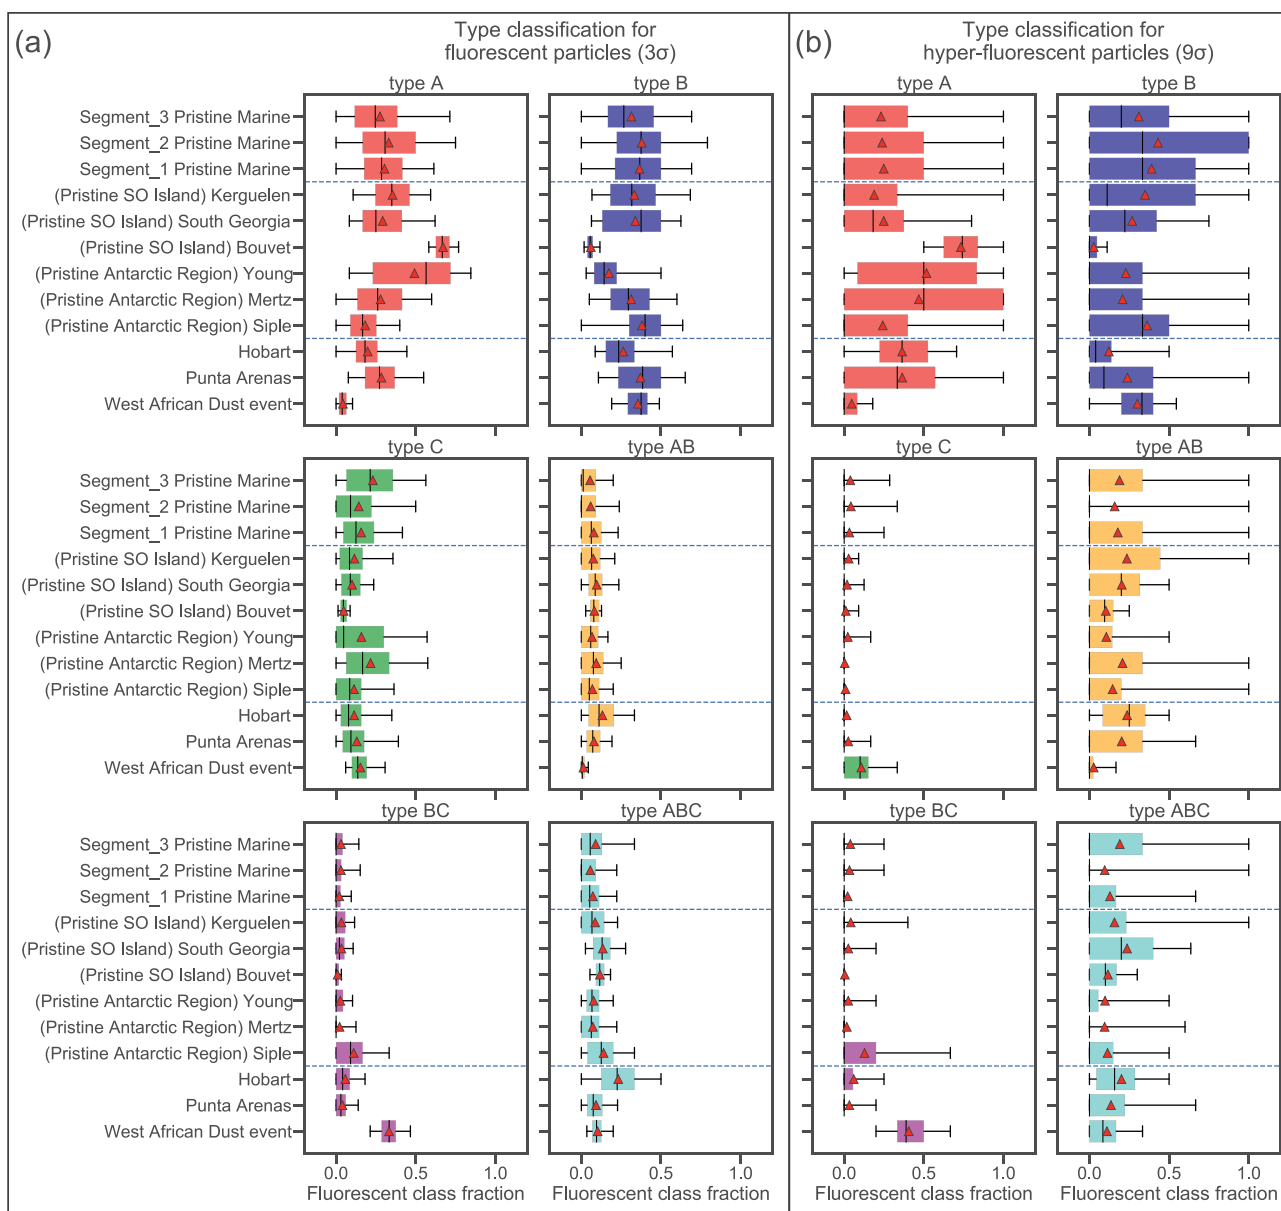 (a)
Type classification for
fluorescent particles (3σ)
(b)
Type classification for
hyper-fluorescent particles (9σ)
type A
type B
type A
type B
Segment_3 Pristine Marine
Segment_2 Pristine Marine
Segment_1 Pristine Marine
(Pristine SO Island) Kerguelen
(Pristine SO Island) South Georgia
(Pristine SO Island) Bouvet
(Pristine Antarctic Region) Young
(Pristine Antarctic Region) Mertz
(Pristine Antarctic Region) Siple
Hobart
Punta Arenas
West African Dust event
type C
type AB
type C
type AB
Segment_3 Pristine Marine
Segment_2 Pristine Marine
Segment_1 Pristine Marine
(Pristine SO Island) Kerguelen
(Pristine SO Island) South Georgia
(Pristine SO Island) Bouvet
(Pristine Antarctic Region) Young
(Pristine Antarctic Region) Mertz
(Pristine Antarctic Region) Siple
Hobart
Punta Arenas
West African Dust event
type BC
type ABC
type BC
type ABC
Segment_3 Pristine Marine
Segment_2 Pristine Marine
Segment_1 Pristine Marine
(Pristine SO Island) Kerguelen
(Pristine SO Island) South Georgia
(Pristine SO Island) Bouvet
(Pristine Antarctic Region) Young
(Pristine Antarctic Region) Mertz
(Pristine Antarctic Region) Siple
Hobart
Punta Arenas
West African Dust event
0.0 0.5 1.0
0.0 0.5 1.0
0.0 0.5 1.0
0.0 0.5 1.0
Fluorescent class fraction
Fluorescent class fraction
Fluorescent class fraction
Fluorescent class fraction